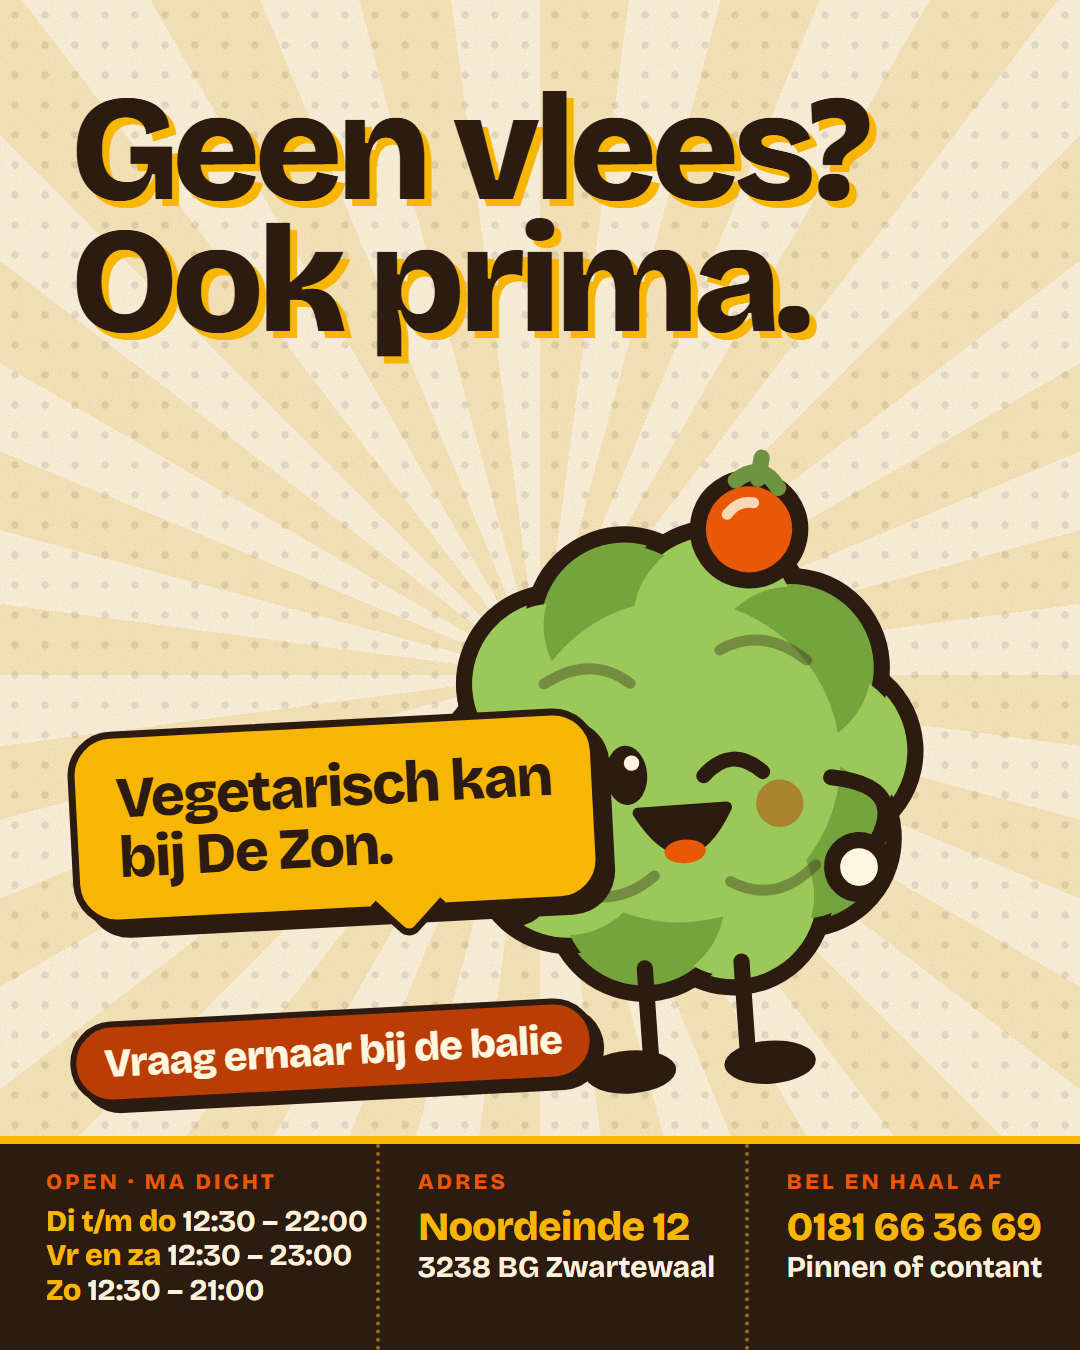 Geen vlees?
Ook prima.
Vegetarisch kan
bij De Zon.
Vraag ernaar bij de balie
OPEN · MA DICHT
Di t/m do 12:30 – 22:00
Vr en za 12:30 – 23:00
Zo 12:30 – 21:00
ADRES
Noordeinde 12
3238 BG Zwartewaal
BEL EN HAAL AF
0181 66 36 69
Pinnen of contant